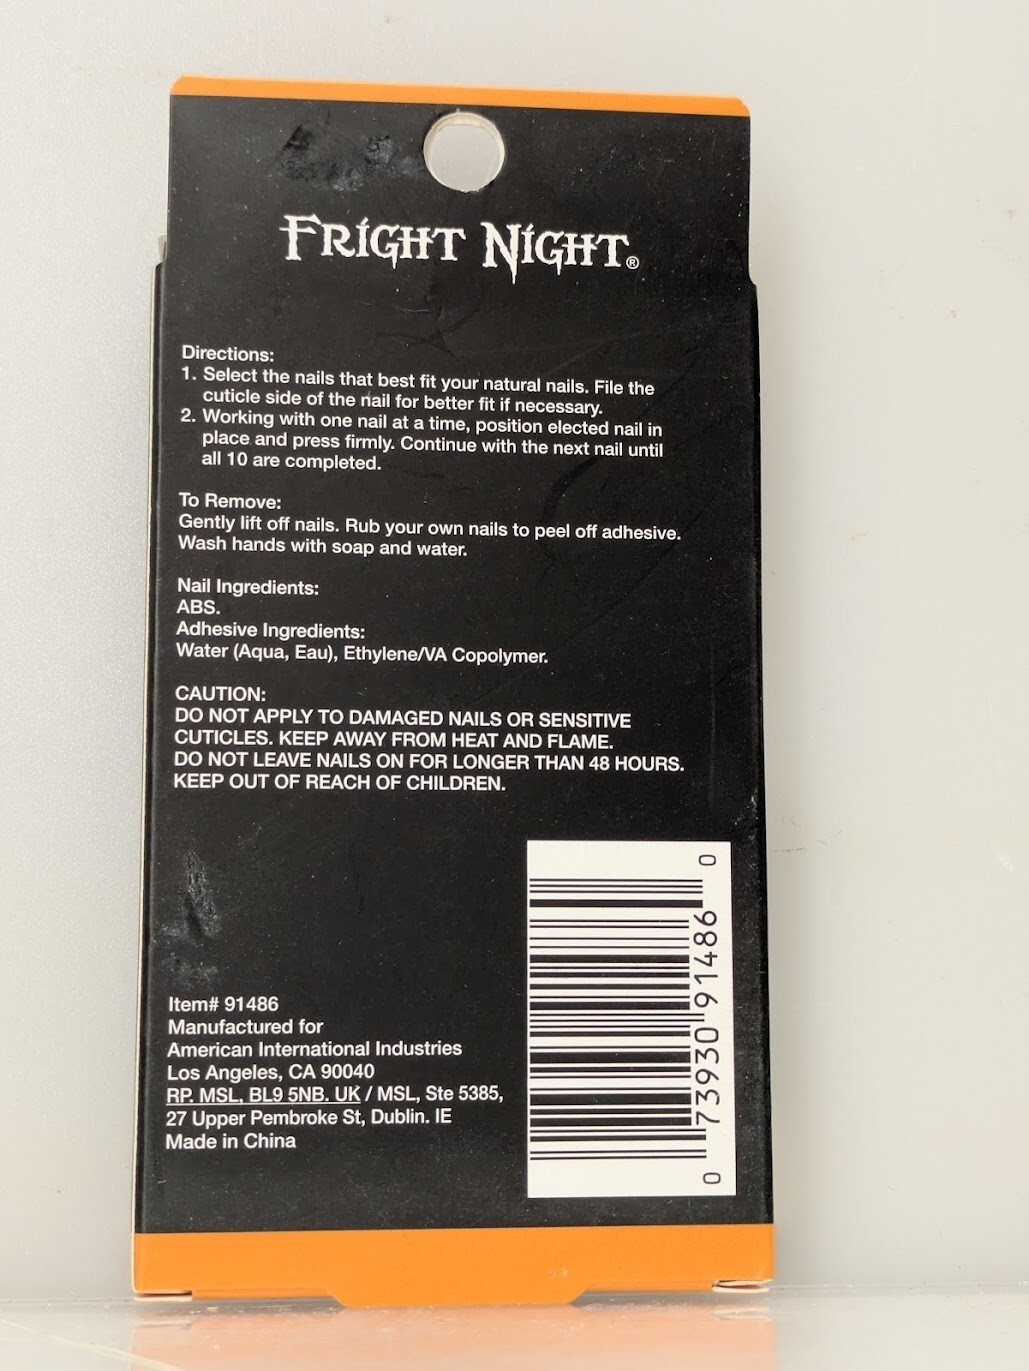 FRÍGHT NÍGHT®
Directions:
1. Select the nails that best fit your natural nails. File the
cuticle side of the nail for better fit if necessary.
2. Working with one nail at a time, position elected nail in
place and press firmly. Continue with the next nail until
all 10 are completed.
To Remove:
Gently lift off nails. Rub your own nails to peel off adhesive.
Wash hands with soap and water.
Nail Ingredients:
ABS.
Adhesive Ingredients:
Water (Aqua, Eau), Ethylene/VA Copolymer.
CAUTION:
DO NOT APPLY TO DAMAGED NAILS OR SENSITIVE
CUTICLES. KEEP AWAY FROM HEAT AND FLAME.
DO NOT LEAVE NAILS ON FOR LONGER THAN 48 HOURS.
KEEP OUT OF REACH OF CHILDREN.
Item# 91486
Manufactured for
American International Industries
Los Angeles, CA 90040
RP. MSL, BL9 5NB. UK / MSL, Ste 5385,
27 Upper Pembroke St, Dublin. IE
Made in China
0 73930 91486 0